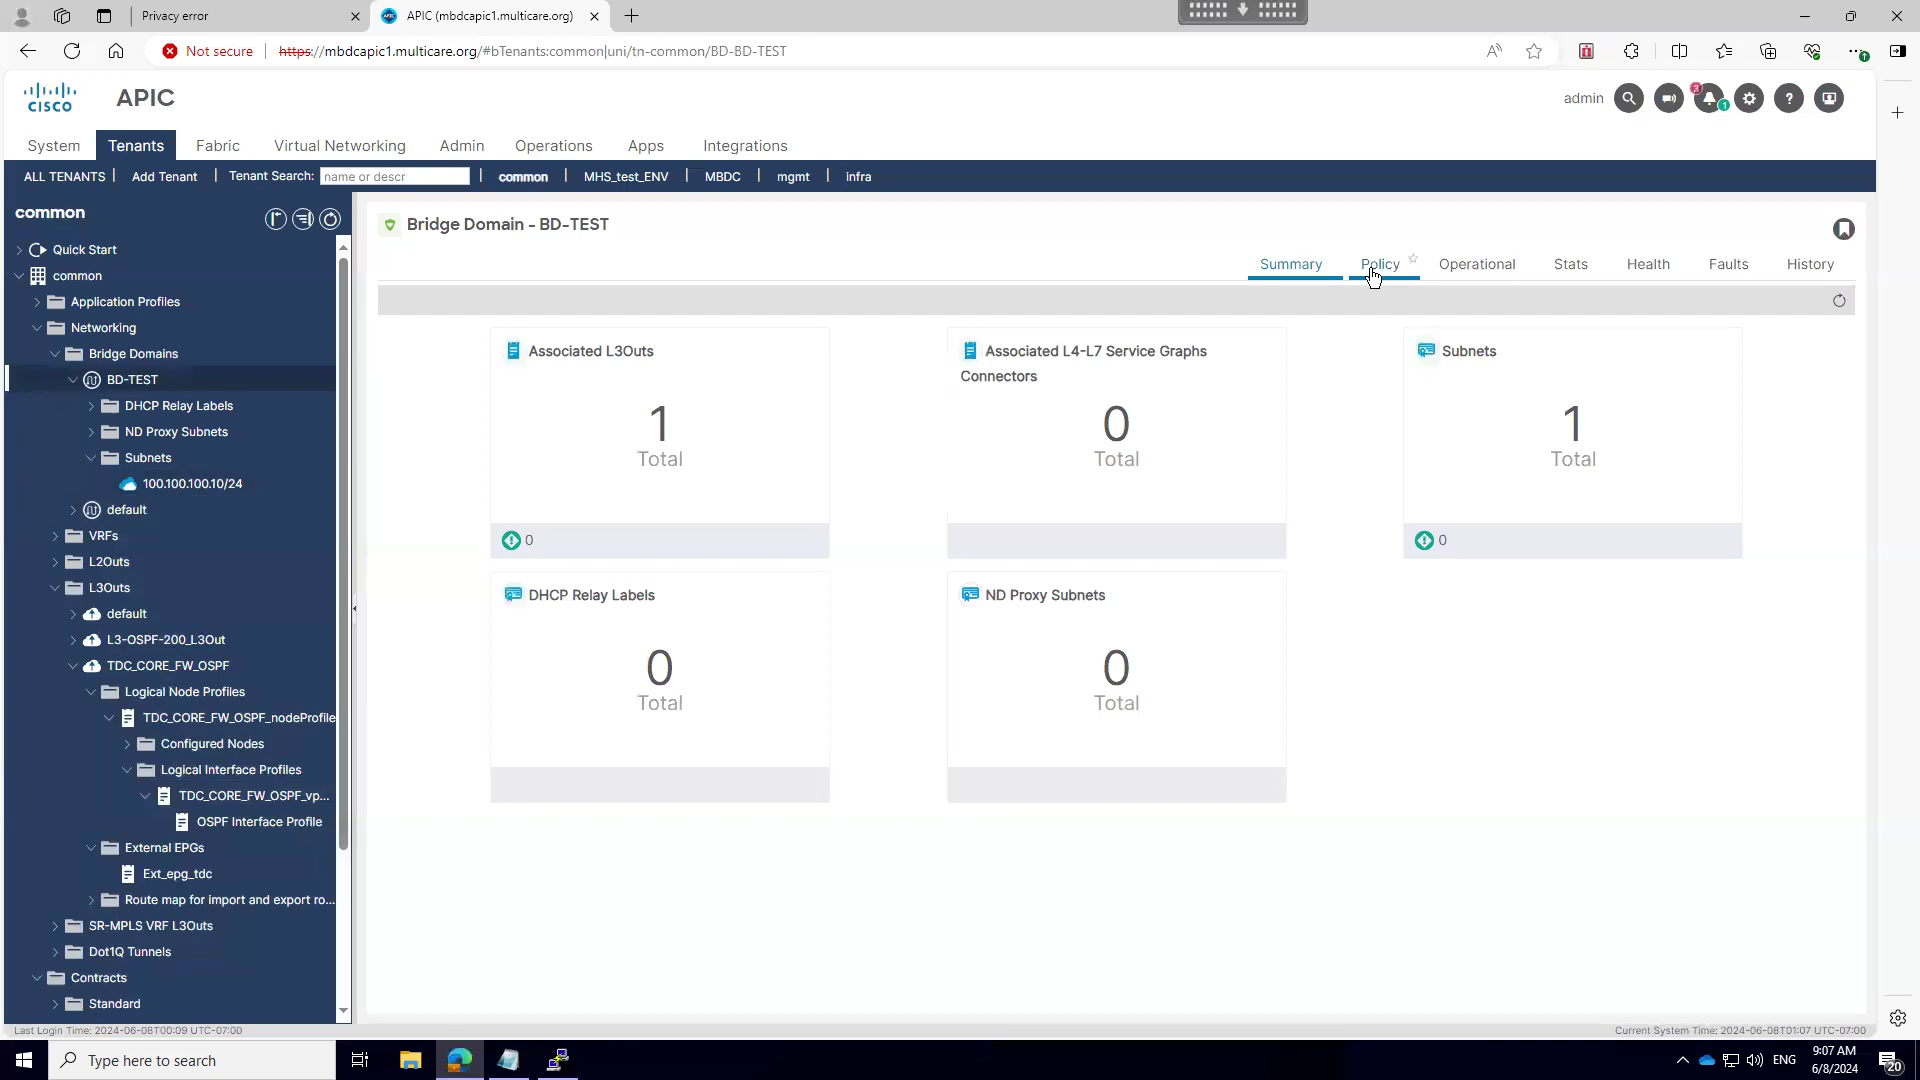 Privacy error
APIC (mbdcapic1.multicare.org)
Not secure
https://mbdcapic1.multicare.org/#bTenants:common|uni/tn-common/BD-BD-TEST
CISCO
APIC
admin
3
1
System
Tenants
Fabric
Virtual Networking
Admin
Operations
Apps
Integrations
ALL TENANTS | Add Tenant | Tenant Search: name or descr | common | MHS_test_ENV | MBDC | mgmt | infra
common
Quick Start
common
Application Profiles
Networking
Bridge Domains
BD-TEST
DHCP Relay Labels
ND Proxy Subnets
Subnets
100.100.100.10/24
default
VRFs
L2Outs
L3Outs
default
L3-OSPF-200_L3Out
TDC_CORE_FW_OSPF
Logical Node Profiles
TDC_CORE_FW_OSPF_nodeProfile
Configured Nodes
Logical Interface Profiles
TDC_CORE_FW_OSPF_vp...
OSPF Interface Profile
External EPGs
Ext_epg_tdc
Route map for import and export ro...
SR-MPLS VRF L3Outs
Dot1Q Tunnels
Contracts
Standard
Bridge Domain - BD-TEST
Summary
Policy
Operational
Stats
Health
Faults
History
Associated L3Outs
1
Total
0
Associated L4-L7 Service Graphs
Connectors
0
Total
Subnets
1
Total
0
DHCP Relay Labels
0
Total
ND Proxy Subnets
0
Total
Last Login Time: 2024-06-08T00:09 UTC-07:00
Current System Time: 2024-06-08T01:07 UTC-07:00
Type here to search
ENG
9:07 AM
6/8/2024
20